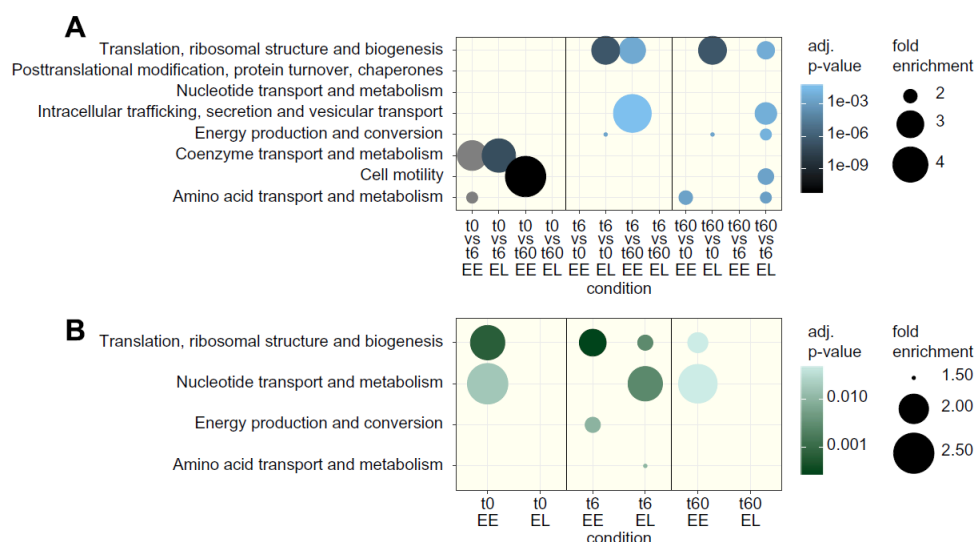 A
Translation, ribosomal structure and biogenesis
Posttranslational modification, protein turnover, chaperones
Nucleotide transport and metabolism
Intracellular trafficking, secretion and vesicular transport
Energy production and conversion
Coenzyme transport and metabolism
Cell motility
Amino acid transport and metabolism
t0 t0 t0 t0 t6 t6 t6 t6 t60 t60 t60 t60
vs vs vs vs vs vs vs vs vs vs vs vs
t6 t6 t60 t60 t0 t0 t60 t60 t0 t0 t6 t6
EE EL EE EL EE EL EE EL EE EL EE EL
condition
adj.
p-value
1e-03
1e-06
1e-09
fold
enrichment
2
3
4
B
Translation, ribosomal structure and biogenesis
Nucleotide transport and metabolism
Energy production and conversion
Amino acid transport and metabolism
t0 t0 t6 t6 t60 t60
EE EL EE EL EE EL
condition
adj.
p-value
0.010
0.001
fold
enrichment
1.50
2.00
2.50